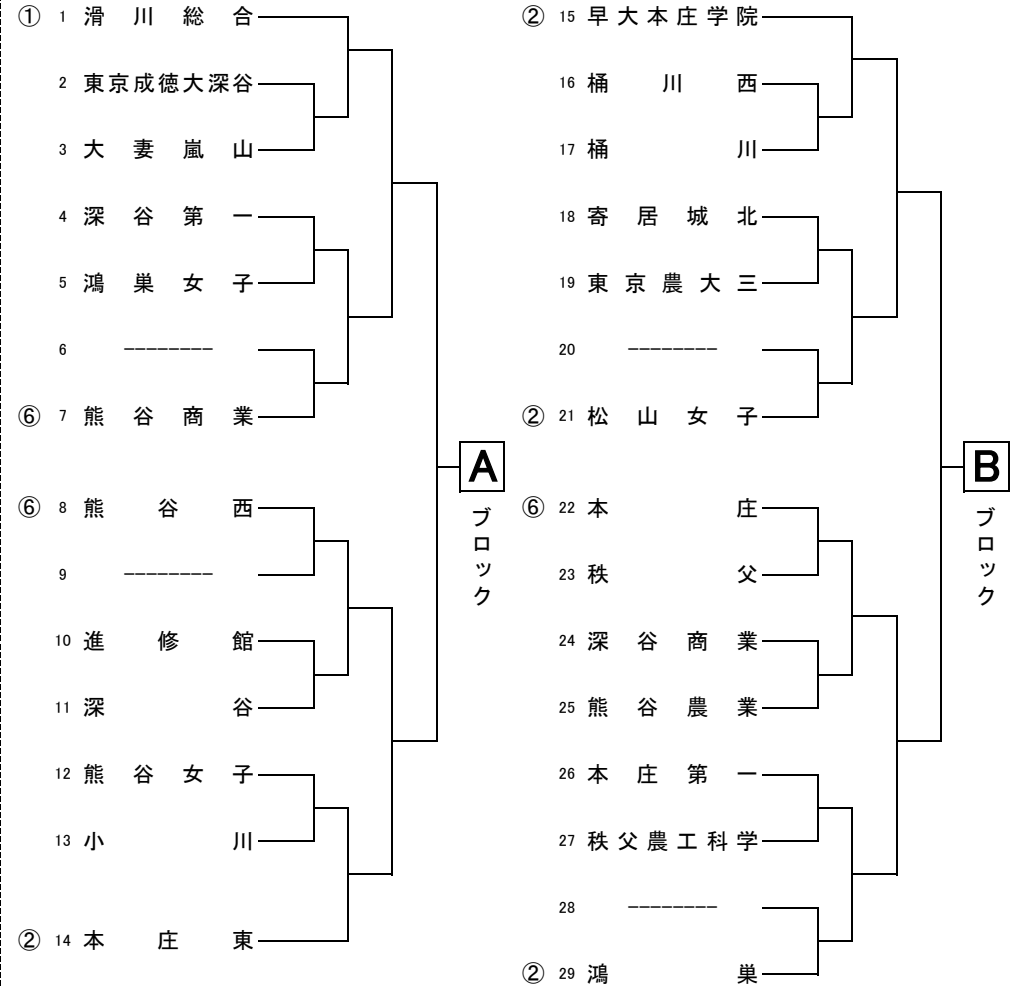 ① 1 滑川総合
2 東京成徳大深谷
3 大妻嵐山
4 深谷第一
5 鴻巣女子
6 --------
⑥ 7 熊谷商業
⑥ 8 熊谷西
9 --------
10 進修館
11 深谷
12 熊谷女子
13 小川
② 14 本庄東
A
ブロック
② 15 早大本庄学院
16 桶川西
17 桶川
18 寄居城北
19 東京農大三
20 --------
② 21 松山女子
⑥ 22 本庄
23 秩父
24 深谷商業
25 熊谷農業
26 本庄第一
27 秩父農工科学
28 --------
② 29 鴻巣
B
ブロック